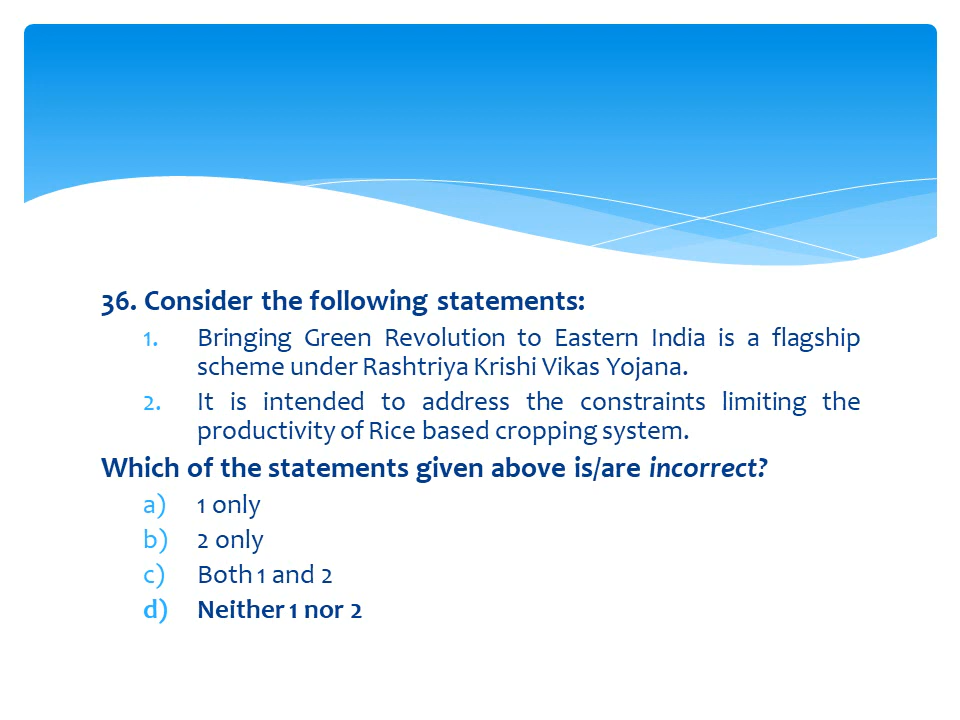 36. Consider the following statements:
1. Bringing Green Revolution to Eastern India is a flagship
scheme under Rashtriya Krishi Vikas Yojana.
2. It is intended to address the constraints limiting the
productivity of Rice based cropping system.
Which of the statements given above is/are incorrect?
a) 1 only
b) 2 only
c) Both 1 and 2
d) Neither 1 nor 2